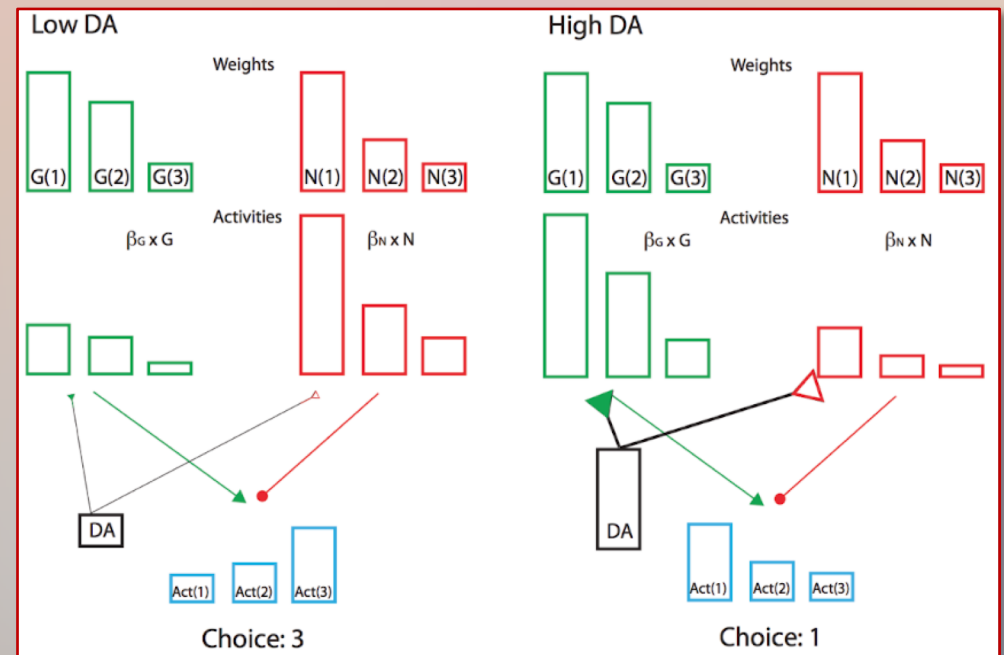 Low DA
Weights
G(1) G(2) G(3) N(1) N(2) N(3)
Activities
βG x G βN x N
DA
Act(1) Act(2) Act(3)
Choice: 3
High DA
Weights
G(1) G(2) G(3) N(1) N(2) N(3)
Activities
βG x G βN x N
DA
Act(1) Act(2) Act(3)
Choice: 1